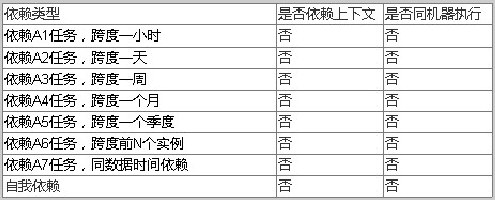 依赖类型 是否依赖上下文 是否同机器执行
依赖A1任务，跨度一小时 否 否
依赖A2任务，跨度一天 否 否
依赖A3任务，跨度一周 否 否
依赖A4任务，跨度一个月 否 否
依赖A5任务，跨度一个季度 否 否
依赖A6任务，跨度前N个实例 否 否
依赖A7任务，同数据时间依赖 否 否
自我依赖 否 否